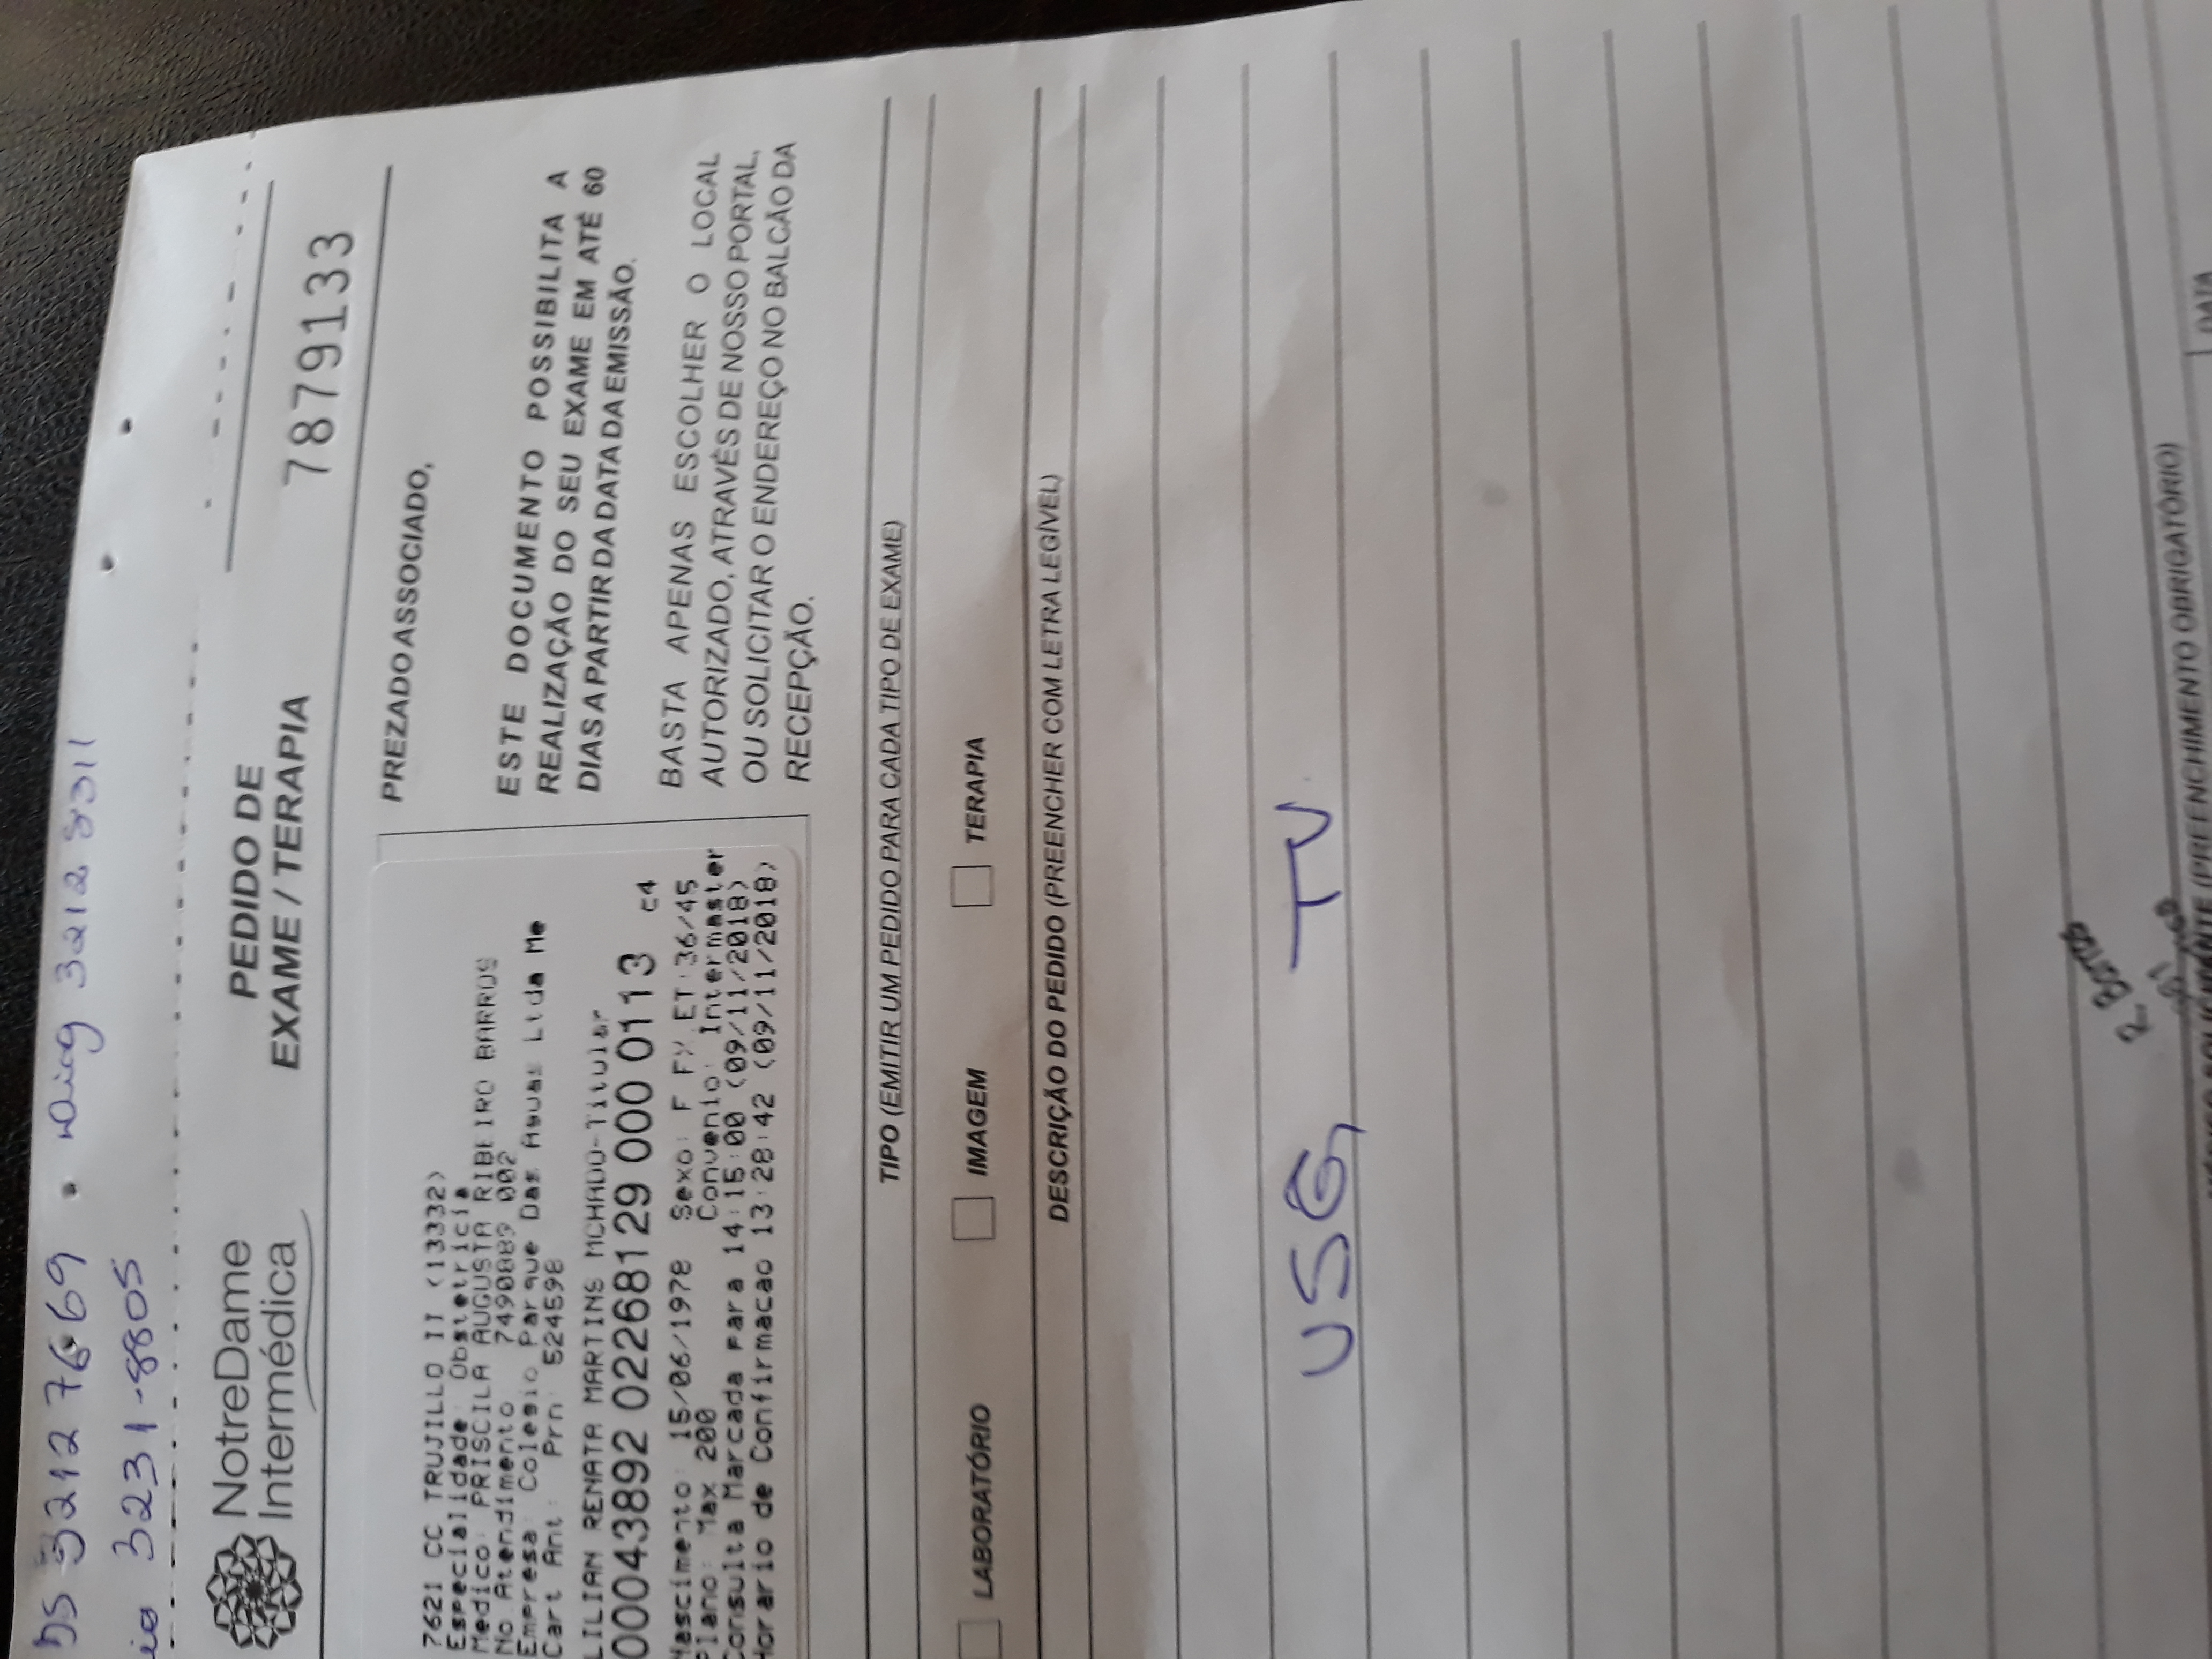 DS 3212 7669 • Diag 3212 8311
io 3231-8805
NotreDame
Intermédica
PEDIDO DE
EXAME / TERAPIA
7879133
7621 CC TRUJILLO II (13332)
Especialidade: Obstetricia
Medico: PRISCILA AUGUSTA RIBEIRO BARROS
No Atendimento 7490889 002
Empresa: Colegio Parque Das Aguas Ltda Me
Cart Ant: Prn: 524598
LILIAN RENATA MARTINS MCHADO-Titular
00043892 02268129 000 0113 c4
Nascimento: 15/06/1978 Sexo: F FX.ET:36/45
Plano: Max 200 Convenio: Intermaster
Consulta Marcada para 14:15:00 (09/11/2018)
Horario de Confirmacao 13:28:42 (09/11/2018)
PREZADO ASSOCIADO,
ESTE DOCUMENTO POSSIBILITA A
REALIZAÇÃO DO SEU EXAME EM ATÉ 60
DIAS A PARTIR DA DATA DA EMISSÃO.
BASTA APENAS ESCOLHER O LOCAL
AUTORIZADO, ATRAVÉS DE NOSSO PORTAL,
OU SOLICITAR O ENDEREÇO NO BALCÃO DA
RECEPÇÃO.
TIPO (EMITIR UM PEDIDO PARA CADA TIPO DE EXAME)
LABORATÓRIO IMAGEM TERAPIA
DESCRIÇÃO DO PEDIDO (PREENCHER COM LETRA LEGÍVEL)
USG TV
R. Barros
MÉDICO SOLICITANTE (PREENCHIMENTO OBRIGATÓRIO)
DATA